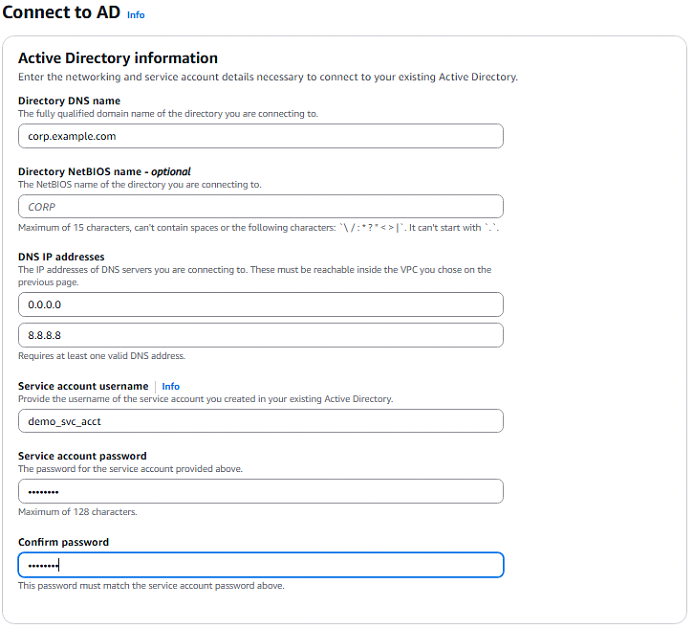 Connect to AD Info
Active Directory information
Enter the networking and service account details necessary to connect to your existing Active Directory.
Directory DNS name
The fully qualified domain name of the directory you are connecting to.
corp.example.com
Directory NetBIOS name - optional
The NetBIOS name of the directory you are connecting to.
CORP
Maximum of 15 characters, can't contain spaces or the following characters: `\ / : * ? " < > |`. It can't start with `.`.
DNS IP addresses
The IP addresses of DNS servers you are connecting to. These must be reachable inside the VPC you chose on the
previous page.
0.0.0.0
8.8.8.8
Requires at least one valid DNS address.
Service account username | Info
Provide the username of the service account you created in your existing Active Directory.
demo_svc_acct
Service account password
The password for the service account provided above.
••••••••
Maximum of 128 characters.
Confirm password
••••••••
This password must match the service account password above.